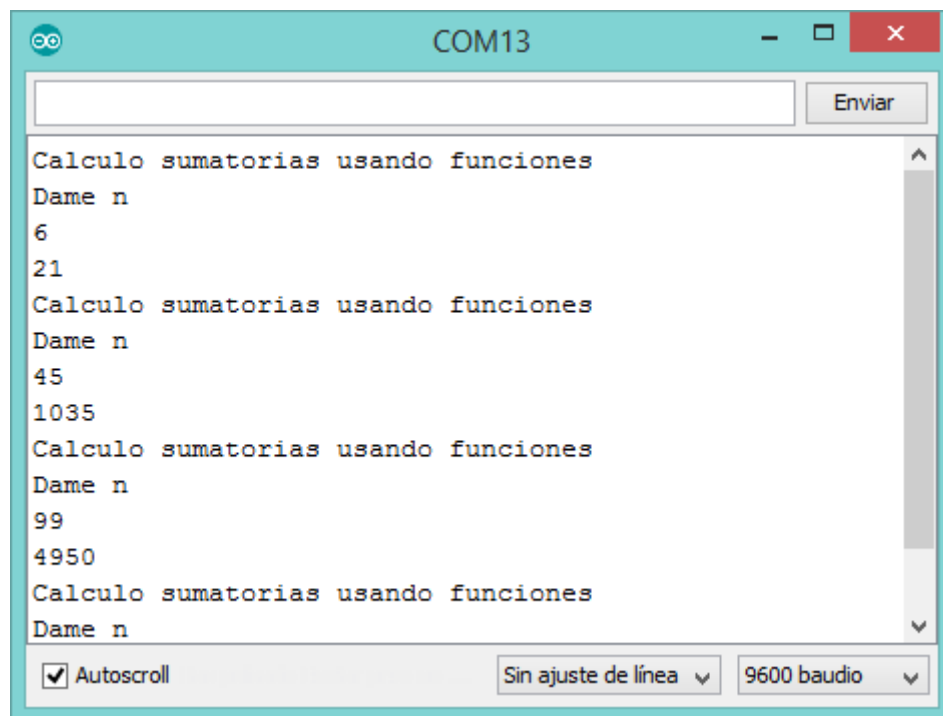 COM13
Enviar
Calculo sumatorias usando funciones
Dame n
6
21
Calculo sumatorias usando funciones
Dame n
45
1035
Calculo sumatorias usando funciones
Dame n
99
4950
Calculo sumatorias usando funciones
Dame n
Autoscroll
Sin ajuste de línea
9600 baudio